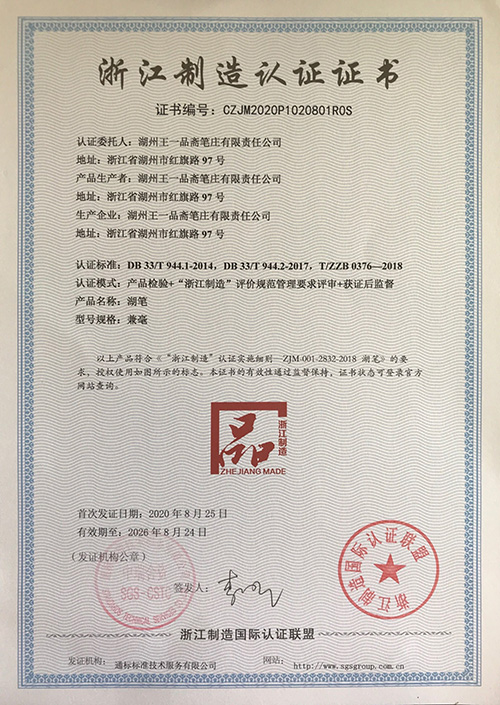 浙江制造认证证书
证书编号：CZJM2020P1020801R0S
认证委托人：湖州王一品斋笔庄有限责任公司
地址：浙江省湖州市红旗路 97 号
产品生产者：湖州王一品斋笔庄有限责任公司
地址：浙江省湖州市红旗路 97 号
生产企业：湖州王一品斋笔庄有限责任公司
地址：浙江省湖州市红旗路 97 号
认证标准：DB 33/T 944.1-2014，DB 33/T 944.2-2017，T/ZZB 0376—2018
认证模式：产品检验+“浙江制造”评价规范管理要求评审+获证后监督
产品名称：湖笔
型号规格：兼毫
以上产品符合《“浙江制造”认证实施细则—ZJM-001-2832-2018 湖笔》的要
求，授权使用如图所示的标志。本证书的有效性通过监督保持，证书状态可登录官方
网站查询。
品
浙江制造
ZHEJIANG MADE
首次发证日期：2020 年 8 月 25 日
有效期至：2026 年 8 月 24 日
（发证机构公章）
SGS-CSTC
签发人：
浙江制造国际认证联盟
浙江制造国际认证联盟
发证机构：通标标准技术服务有限公司
网站：http://www.sgsgroup.com.cn